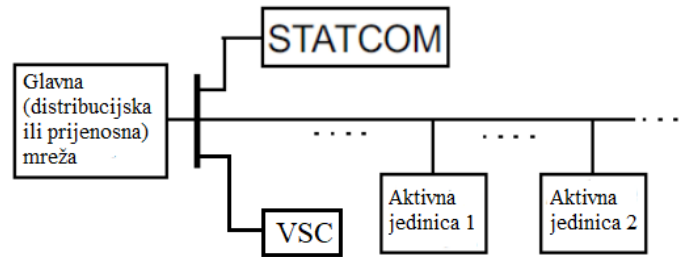 STATCOM
Glavna
(distribucijska
ili prijenosna)
mreža
VSC
Aktivna
jedinica 1
Aktivna
jedinica 2